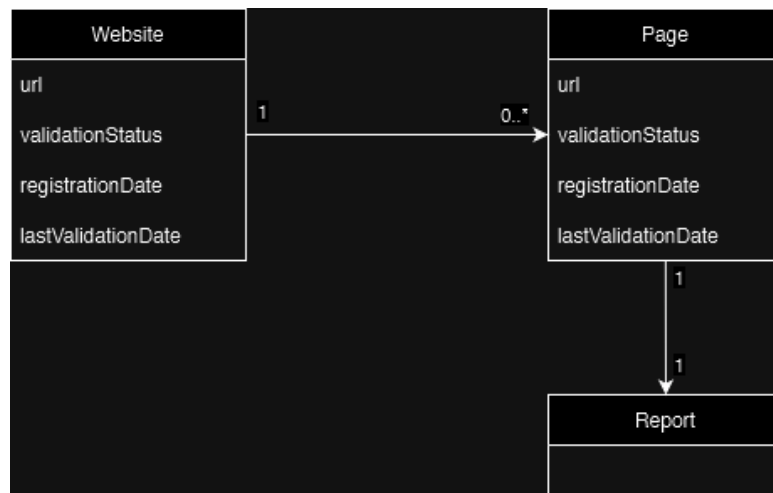 Website
url
validationStatus
registrationDate
lastValidationDate
1
0..*
Page
url
validationStatus
registrationDate
lastValidationDate
1
1
Report